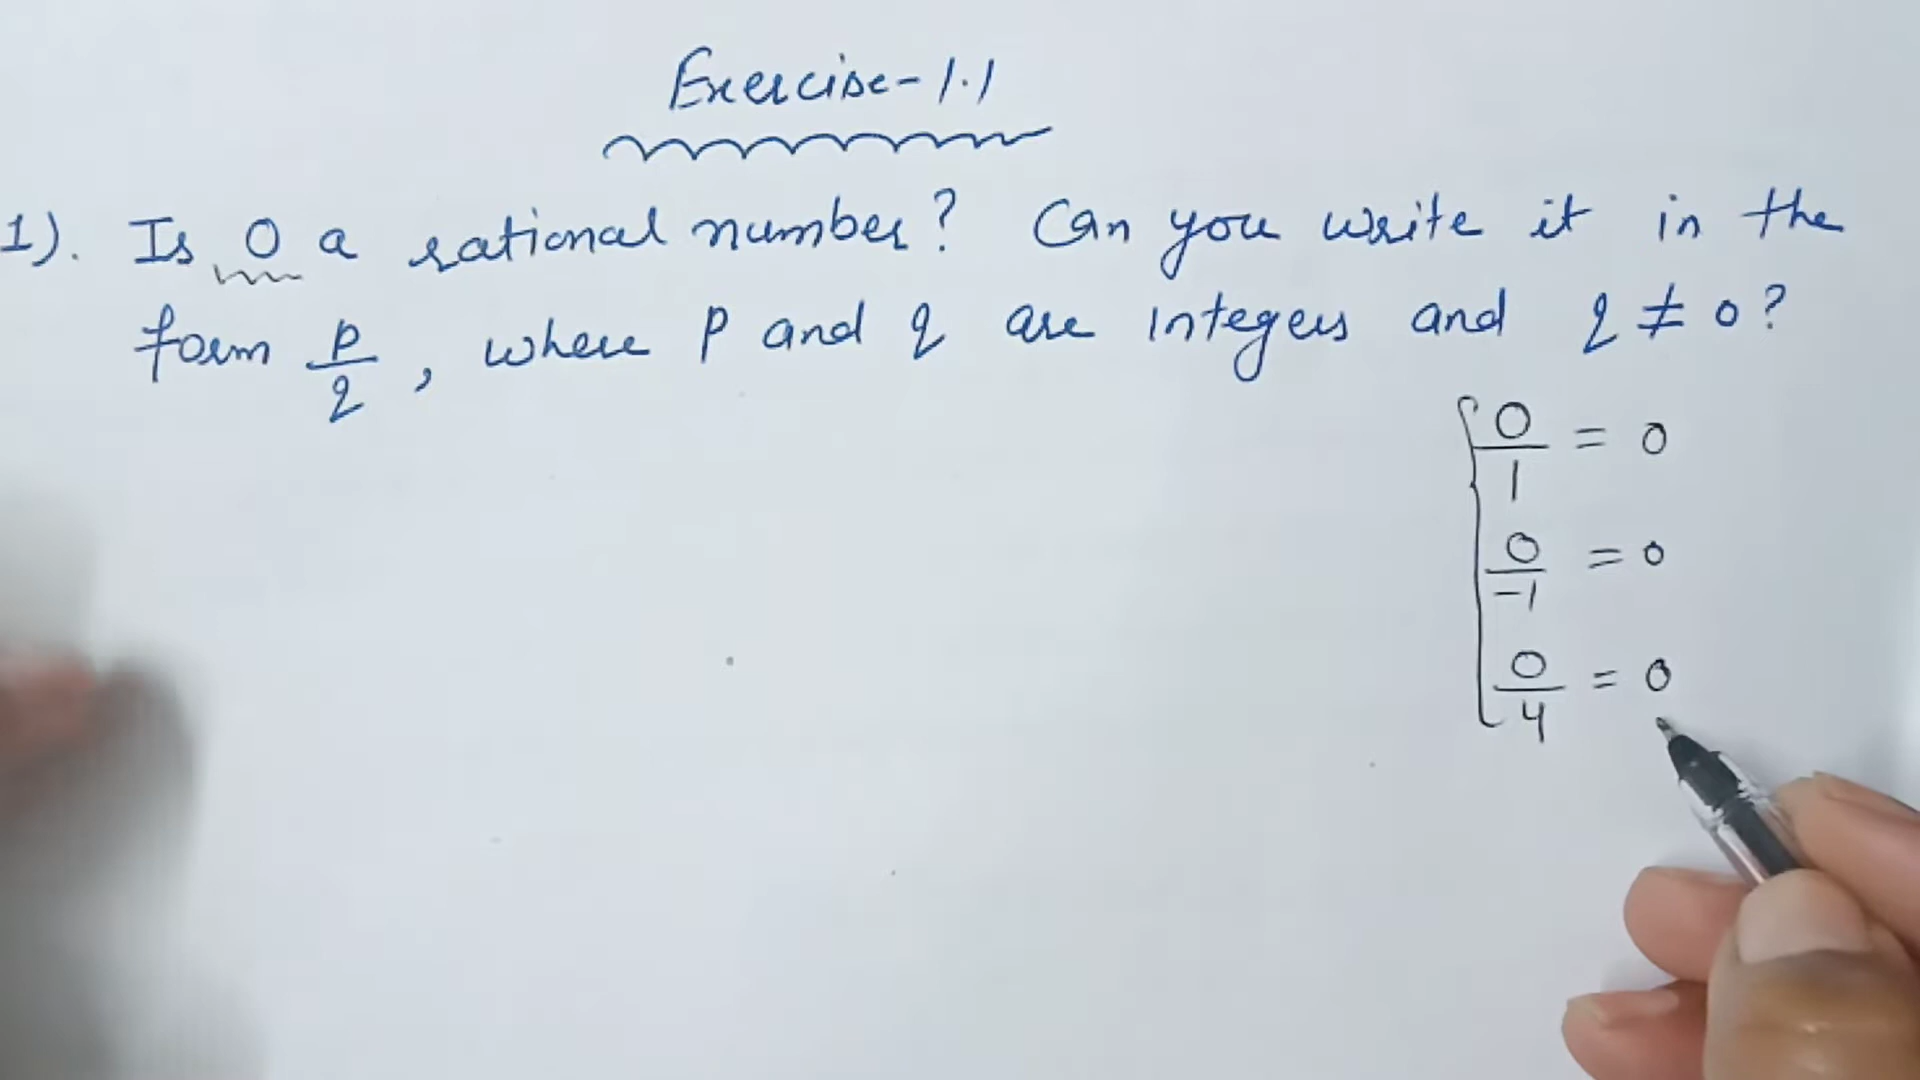 Exercise-1.1
1). Is 0 a rational number? Can you write it in the
form p/q, where p and q are integers and q ≠ 0?
0/1 = 0
0/-1 = 0
0/4 = 0